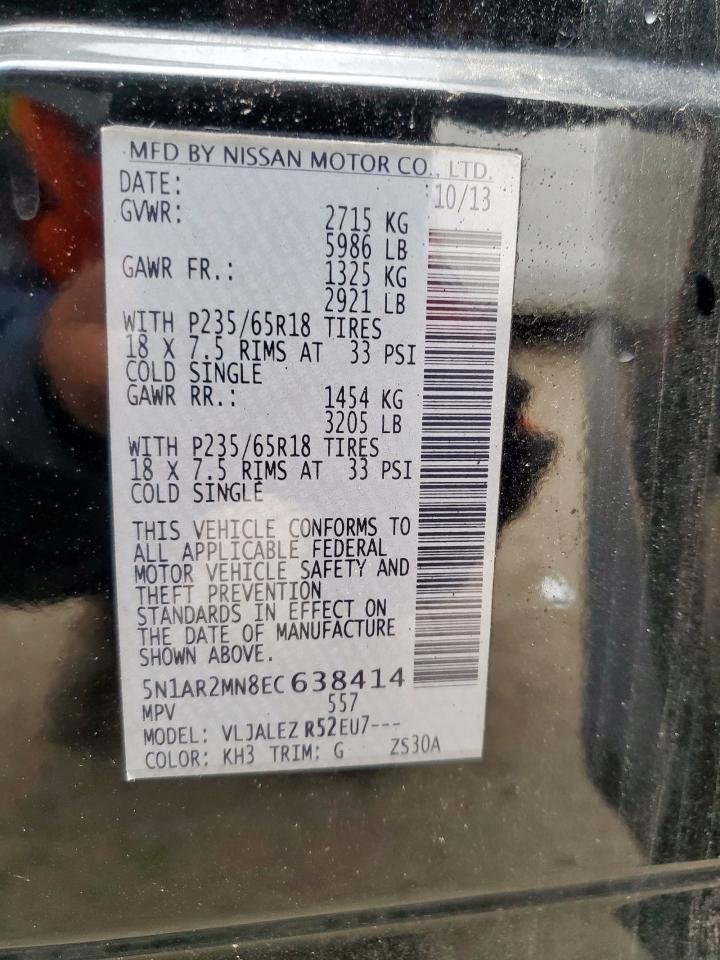 MFD BY NISSAN MOTOR CO., LTD.
DATE: 10/13
GVWR: 2715 KG
5986 LB
GAWR FR.: 1325 KG
2921 LB
WITH P235/65R18 TIRES
18 X 7.5 RIMS AT 33 PSI
COLD SINGLE
GAWR RR.: 1454 KG
3205 LB
WITH P235/65R18 TIRES
18 X 7.5 RIMS AT 33 PSI
COLD SINGLE
THIS VEHICLE CONFORMS TO
ALL APPLICABLE FEDERAL
MOTOR VEHICLE SAFETY AND
THEFT PREVENTION
STANDARDS IN EFFECT ON
THE DATE OF MANUFACTURE
SHOWN ABOVE.
5N1AR2MN8EC638414
MPV 557
MODEL: VLJALEZ R52EU7---
COLOR: KH3 TRIM: G ZS30A